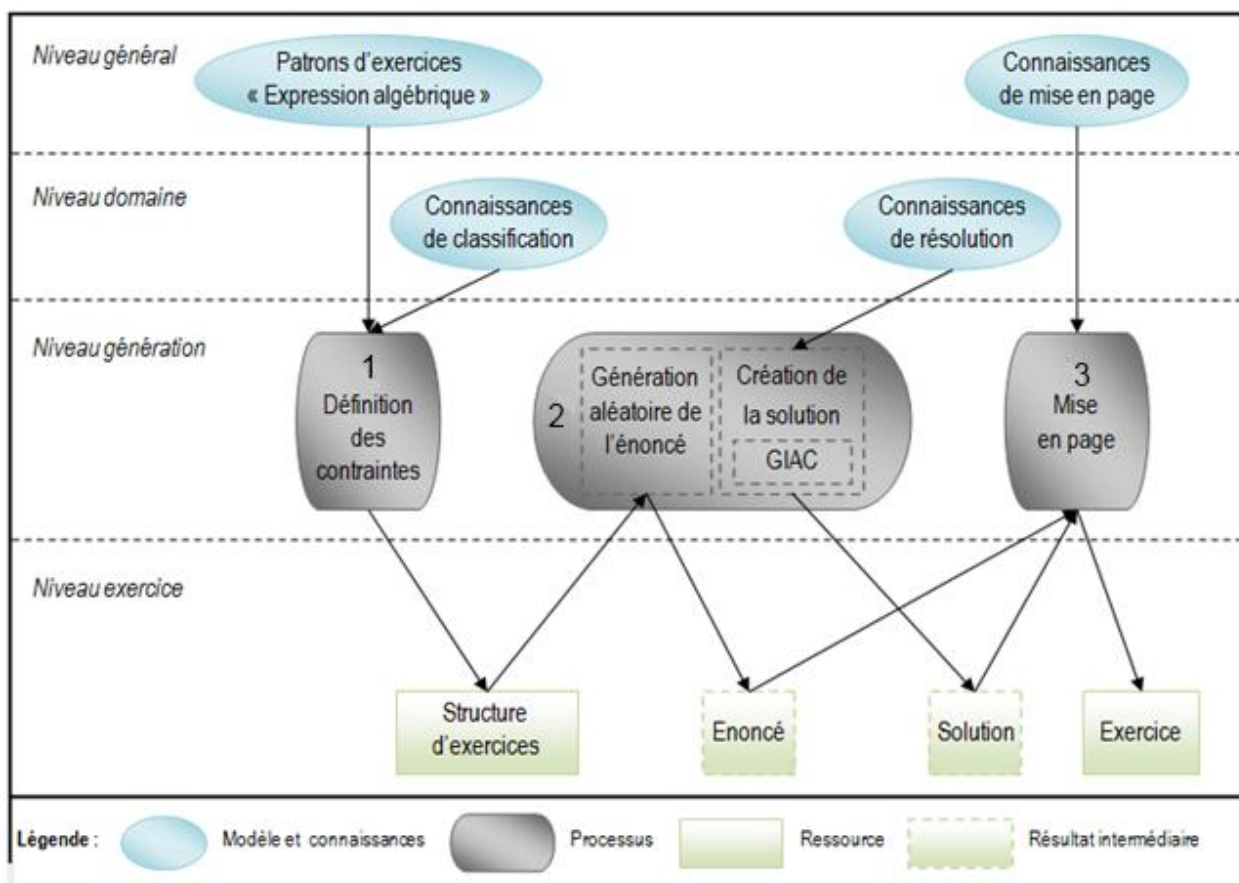 Niveau général
Patrons d'exercices
« Expression algébrique »
Connaissances
de mise en page
Niveau domaine
Connaissances
de classification
Connaissances
de résolution
Niveau génération
1
Définition
des
contraintes
2
Génération
aléatoire de
l'énoncé
Création de
la solution
GIAC
3
Mise
en page
Niveau exercice
Structure
d'exercices
Enoncé
Solution
Exercice
Légende :
Modèle et connaissances
Processus
Ressource
Résultat intermédiaire